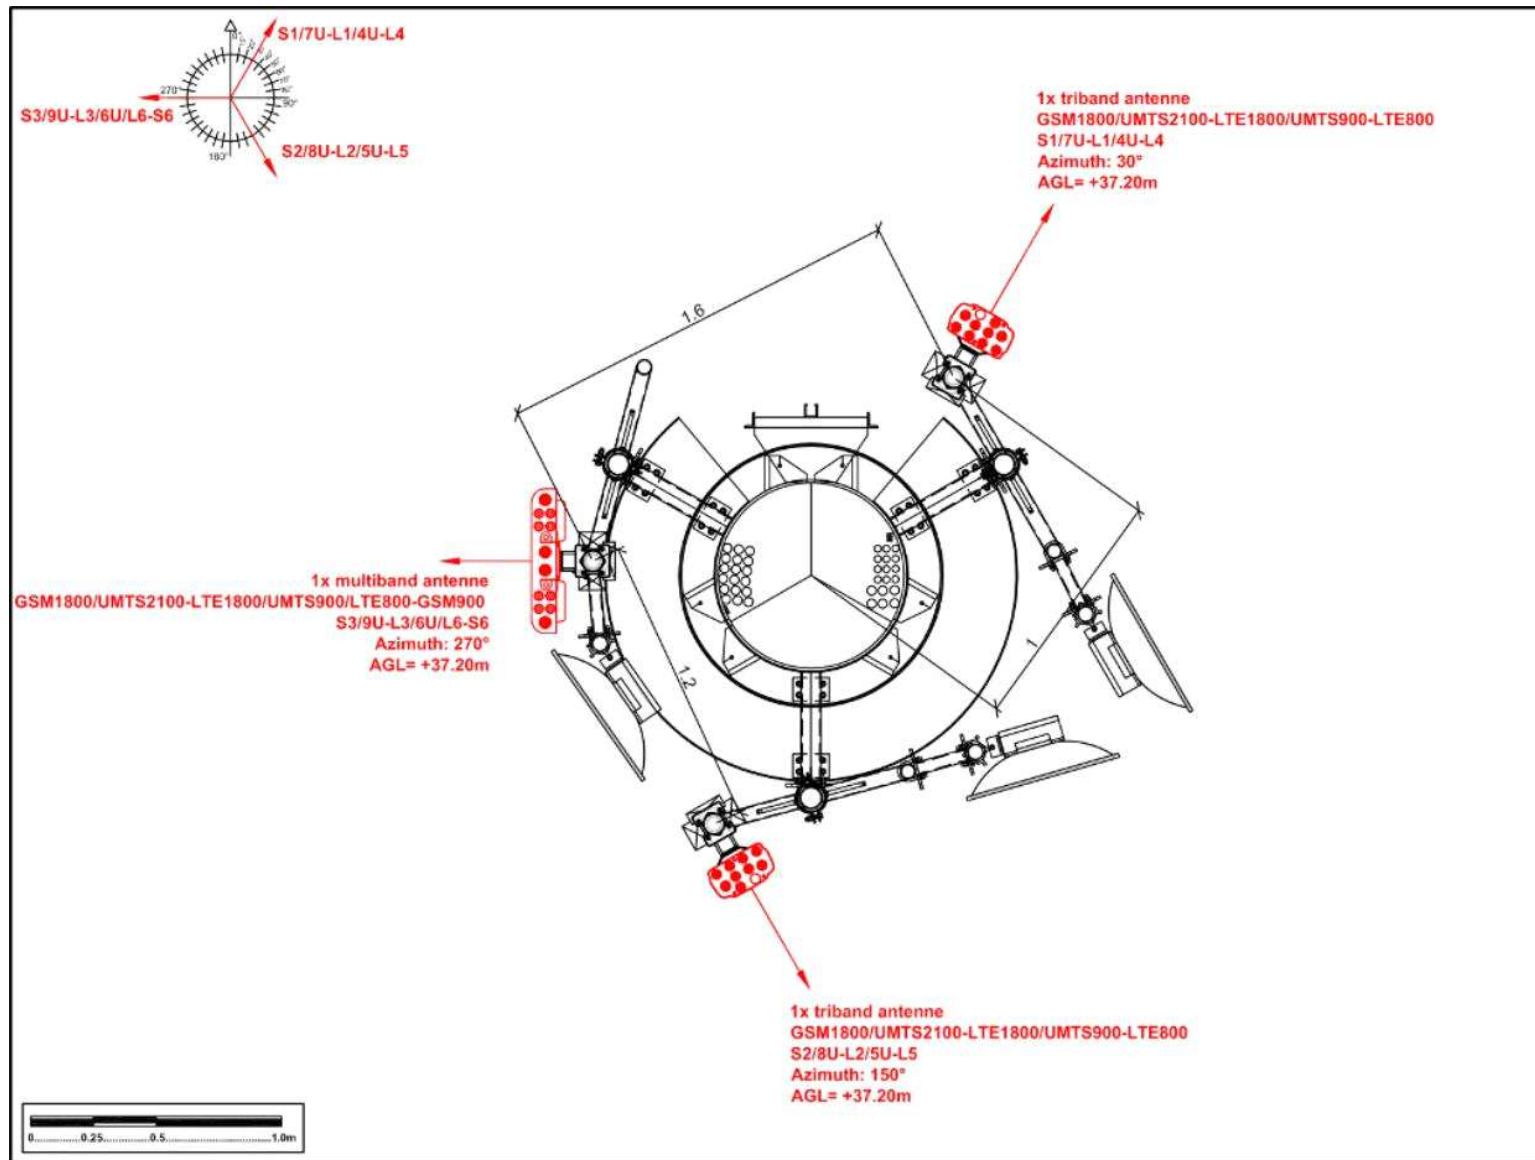 S1/7U-L1/4U-L4
270°
90°
S3/9U-L3/6U/L6-S6
180°
S2/8U-L2/5U-L5
1x triband antenne
GSM1800/UMTS2100-LTE1800/UMTS900-LTE800
S1/7U-L1/4U-L4
Azimuth: 30°
AGL= +37.20m
1.6
1x multiband antenne
GSM1800/UMTS2100-LTE1800/UMTS900/LTE800-GSM900
S3/9U-L3/6U/L6-S6
Azimuth: 270°
AGL= +37.20m
1
1.2
1x triband antenne
GSM1800/UMTS2100-LTE1800/UMTS900-LTE800
S2/8U-L2/5U-L5
Azimuth: 150°
AGL= +37.20m
0 0.25 0.5 1.0m